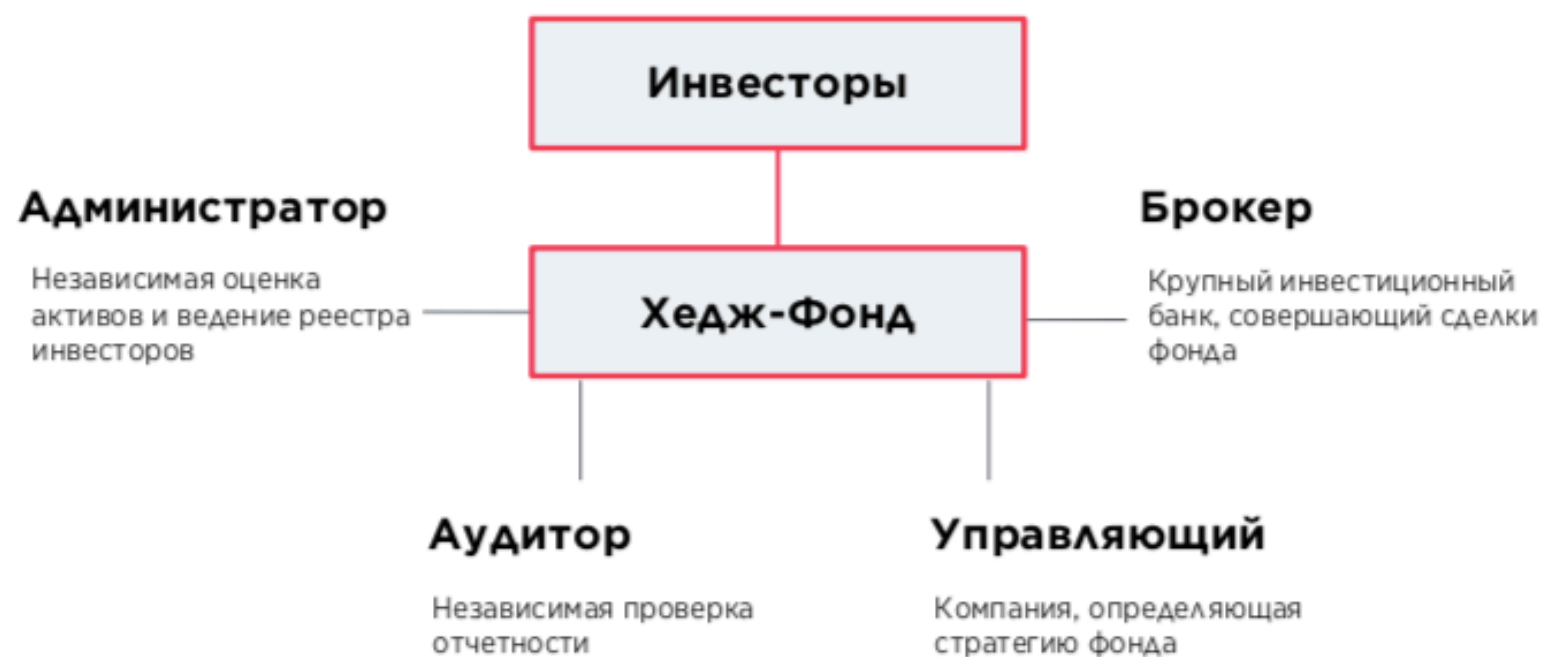 Инвесторы
Администратор
Независимая оценка
активов и ведение реестра
инвесторов
Хедж-Фонд
Брокер
Крупный инвестиционный
банк, совершающий сделки
фонда
Аудитор
Независимая проверка
отчетности
Управляющий
Компания, определяющая
стратегию фонда